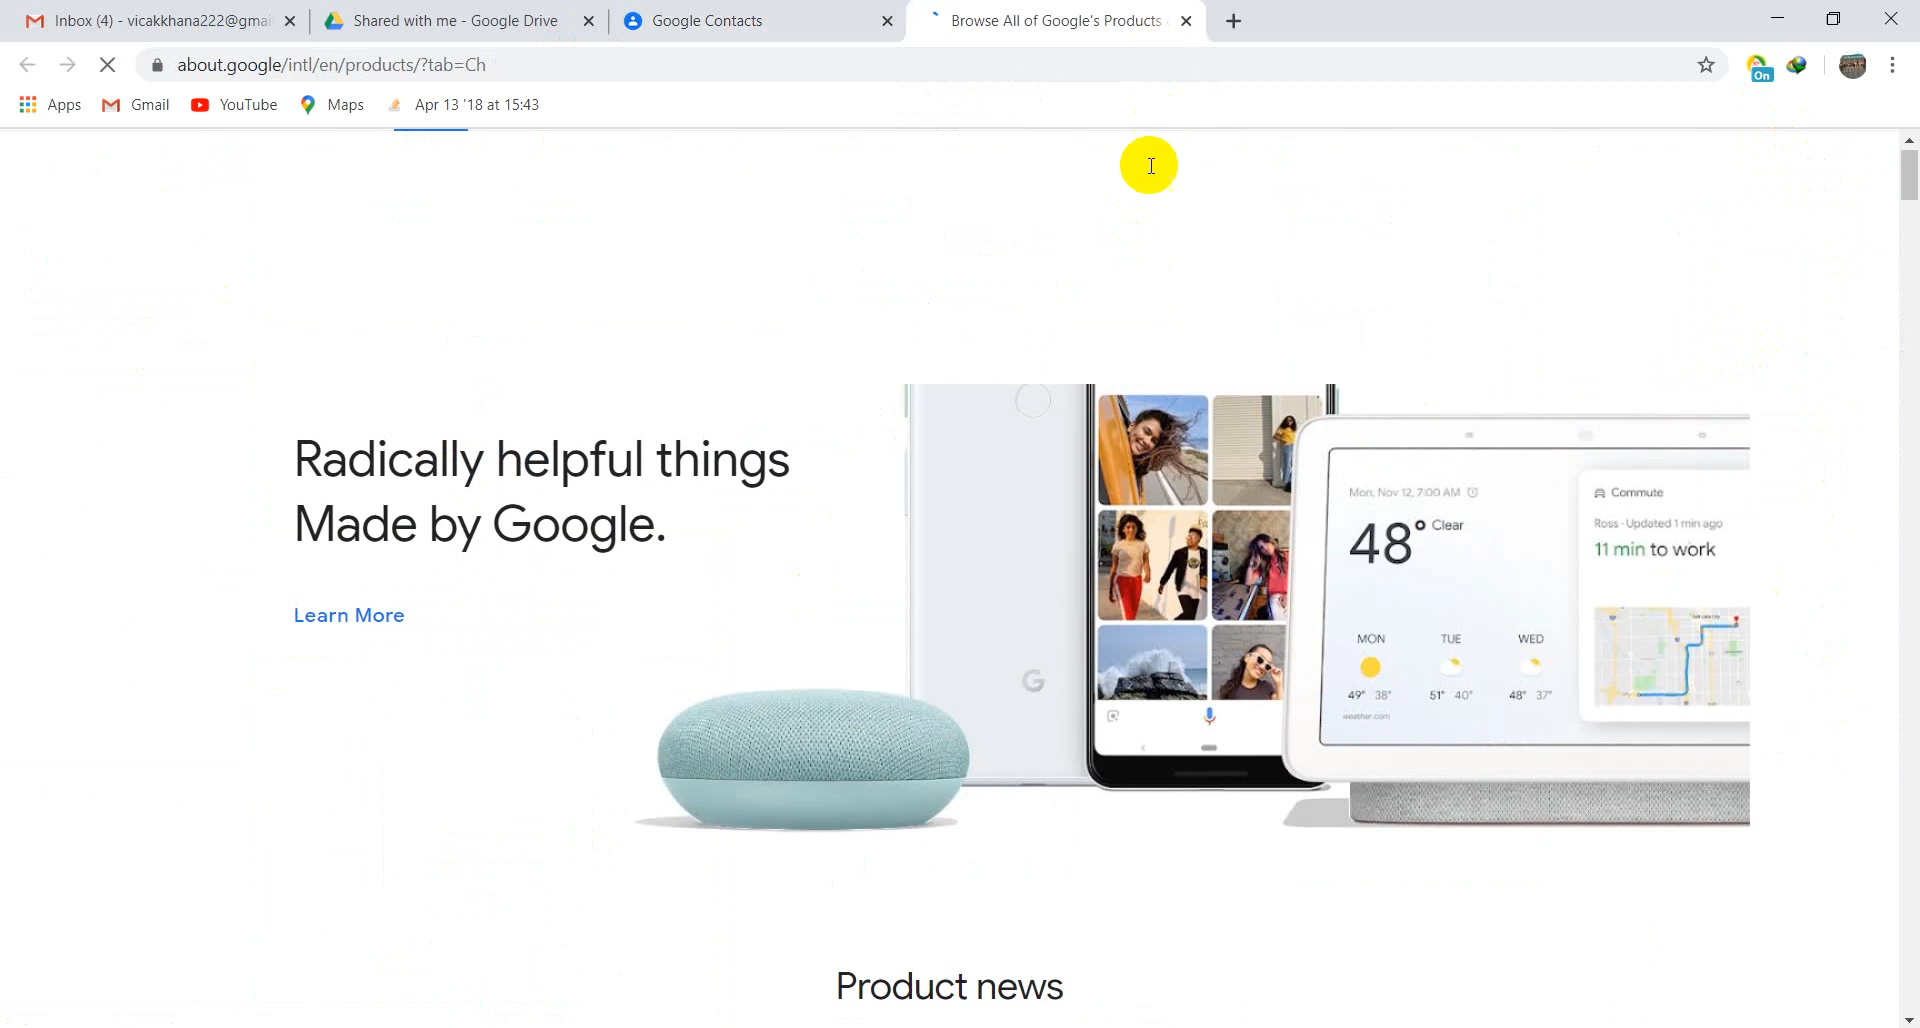 Inbox (4) - vicakkhana222@gmai
Shared with me - Google Drive
Google Contacts
Browse All of Google's Products
about.google/intl/en/products/?tab=Ch
On
Apps
Gmail
YouTube
Maps
Apr 13 '18 at 15:43
Radically helpful things
Made by Google.
Learn More
G
Mon, Nov 12, 7:00 AM
48° Clear
MON TUE WED
49° 38° 51° 40° 48° 37°
weather.com
Commute
Ross · Updated 1 min ago
11 min to work
Product news